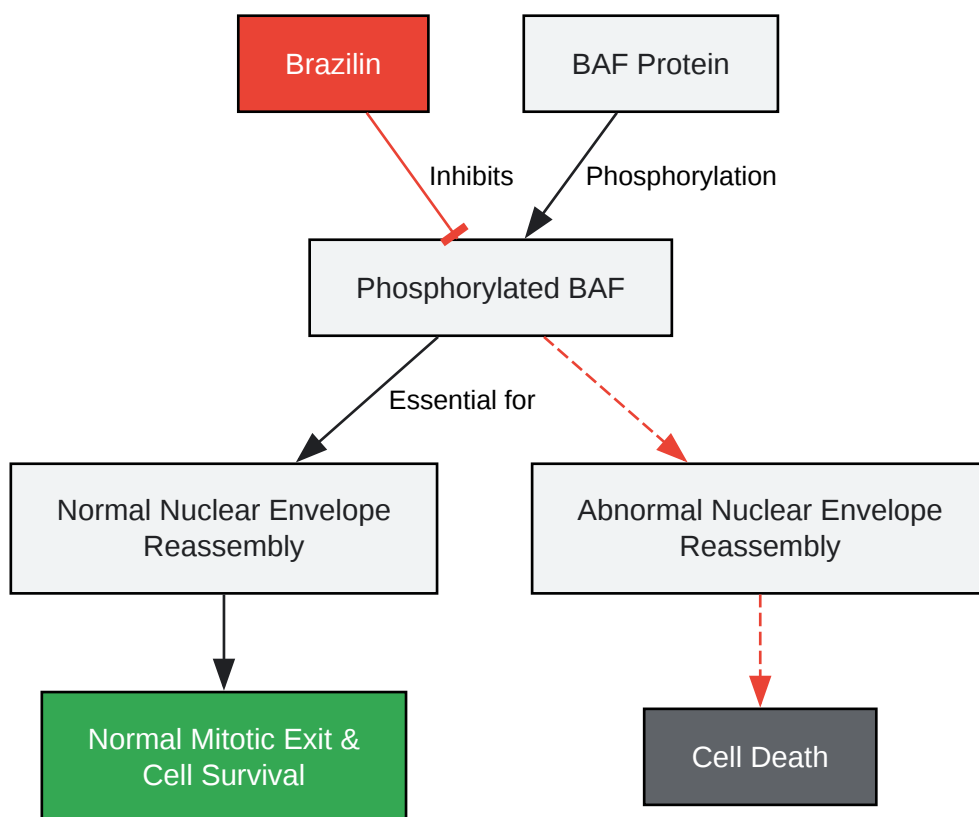 Brazilin
BAF Protein
Inhibits
Phosphorylation
Phosphorylated BAF
Essential for
Normal Nuclear Envelope
Reassembly
Abnormal Nuclear Envelope
Reassembly
Normal Mitotic Exit &
Cell Survival
Cell Death